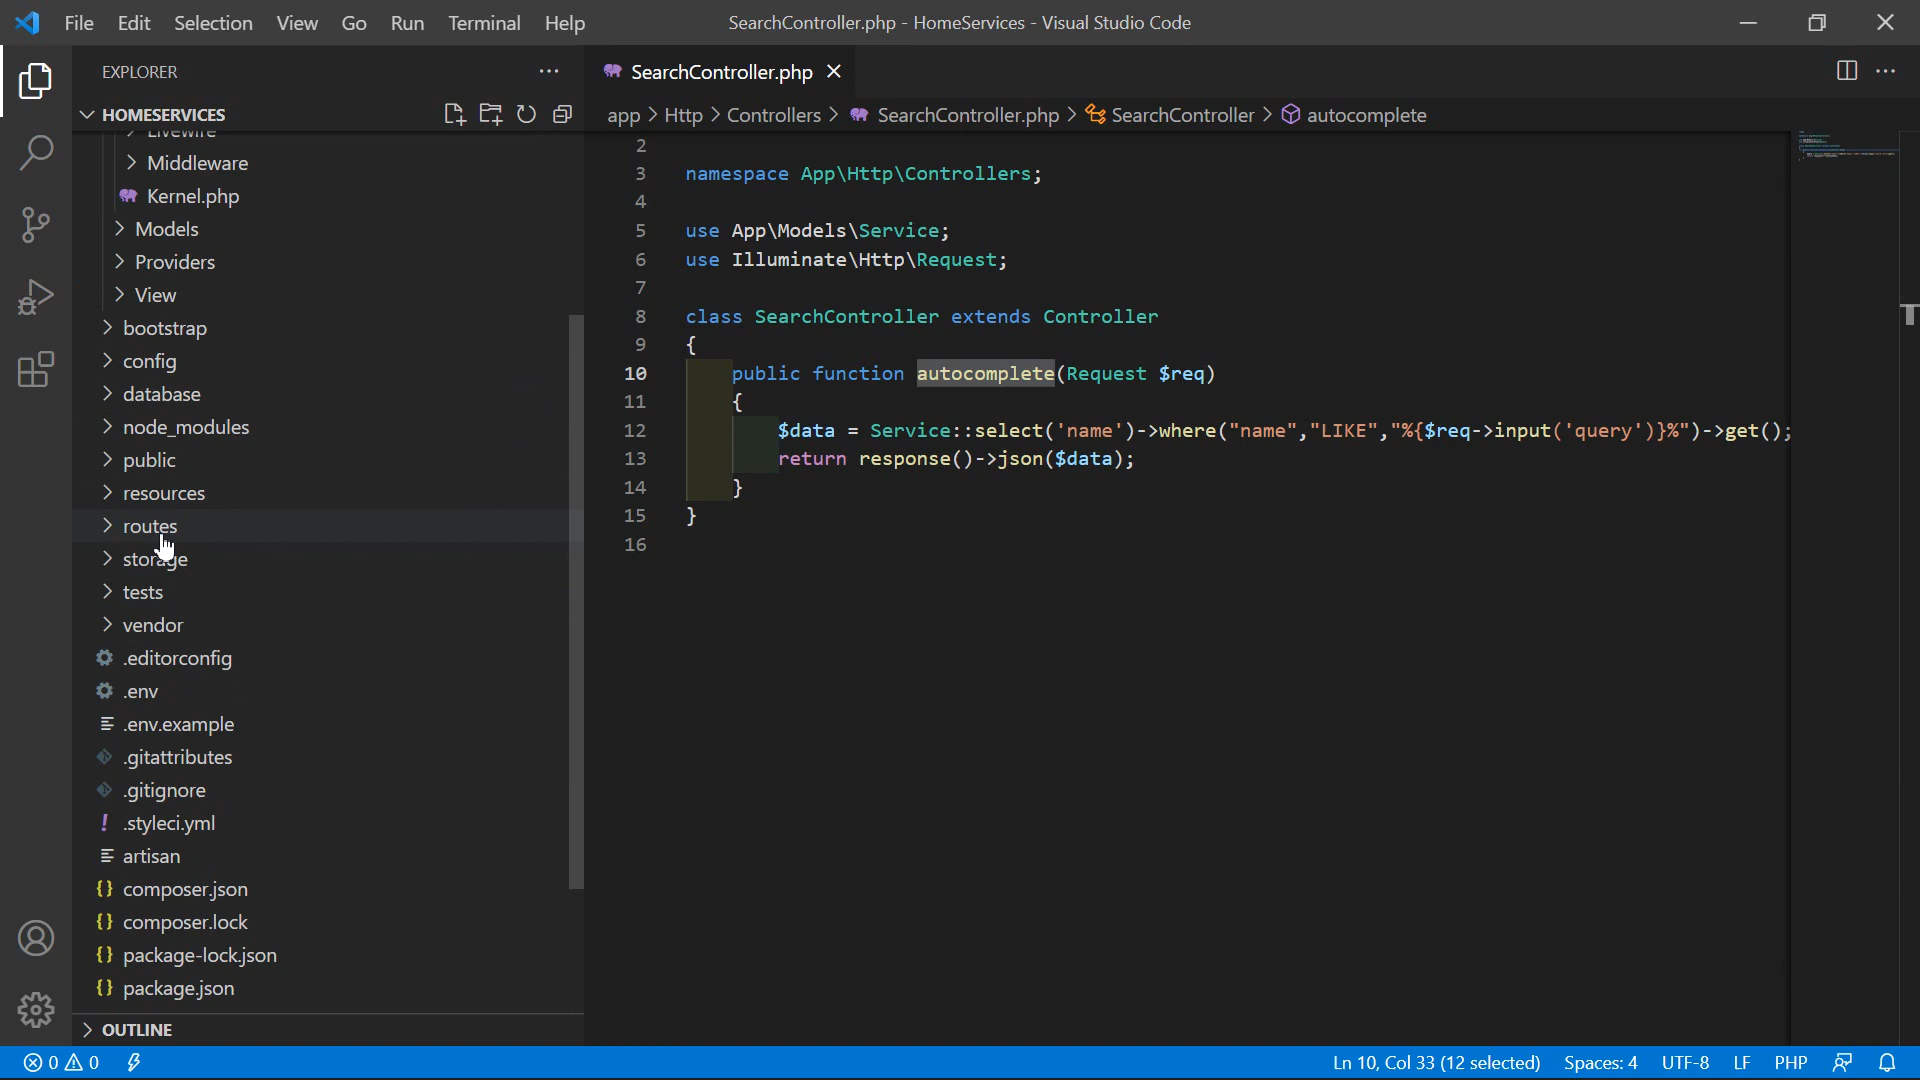 File Edit Selection View Go Run Terminal Help
SearchController.php - HomeServices - Visual Studio Code
EXPLORER
HOMESERVICES
Livewire
Middleware
Kernel.php
Models
Providers
View
bootstrap
config
database
node_modules
public
resources
routes
storage
tests
vendor
.editorconfig
.env
.env.example
.gitattributes
.gitignore
.styleci.yml
artisan
composer.json
composer.lock
package-lock.json
package.json
OUTLINE
SearchController.php
app > Http > Controllers > SearchController.php > SearchController > autocomplete
2
3 namespace App\Http\Controllers;
4
5 use App\Models\Service;
6 use Illuminate\Http\Request;
7
8 class SearchController extends Controller
9 {
10 public function autocomplete(Request $req)
11 {
12 $data = Service::select('name')->where("name","LIKE","%{$req->input('query')}%")->get();
13 return response()->json($data);
14 }
15 }
16
0 0
Ln 10, Col 33 (12 selected) Spaces: 4 UTF-8 LF PHP